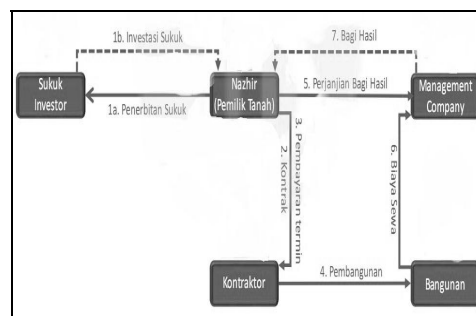 1b. Investasi Sukuk
7. Bagi Hasil
Sukuk
Investor
Nazhir
(Pemilik Tanah)
5. Perjanjian Bagi Hasil
Management
Company
1a. Penerbitan Sukuk
2. Kontrak
3. Pembayaran termin
6. Biaya Sewa
Kontraktor
4. Pembangunan
Bangunan